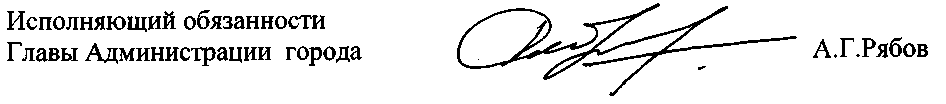 Исполняющий обязанности
Главы Администрации города А.Г.Рябов